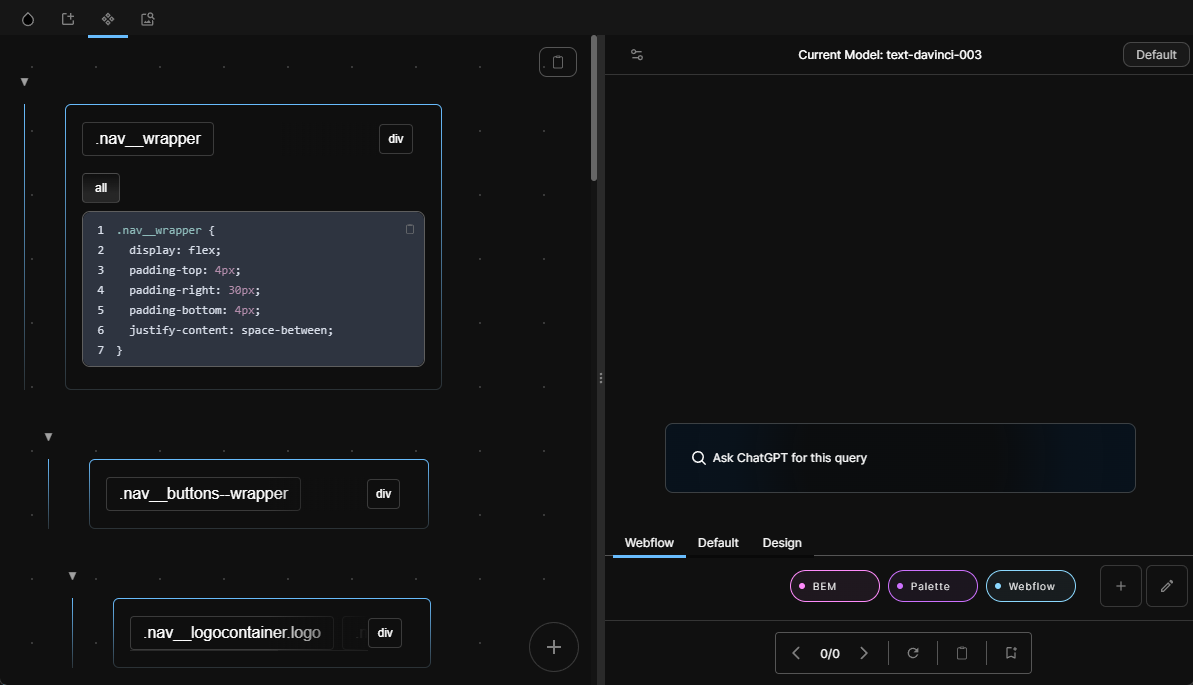 Current Model: text-davinci-003
Default
.nav__wrapper
div
all
1 .nav__wrapper {
2 display: flex;
3 padding-top: 4px;
4 padding-right: 30px;
5 padding-bottom: 4px;
6 justify-content: space-between;
7 }
.nav__buttons--wrapper
div
.nav__logocontainer.logo
div
Ask ChatGPT for this query
Webflow Default Design
BEM Palette Webflow
0/0